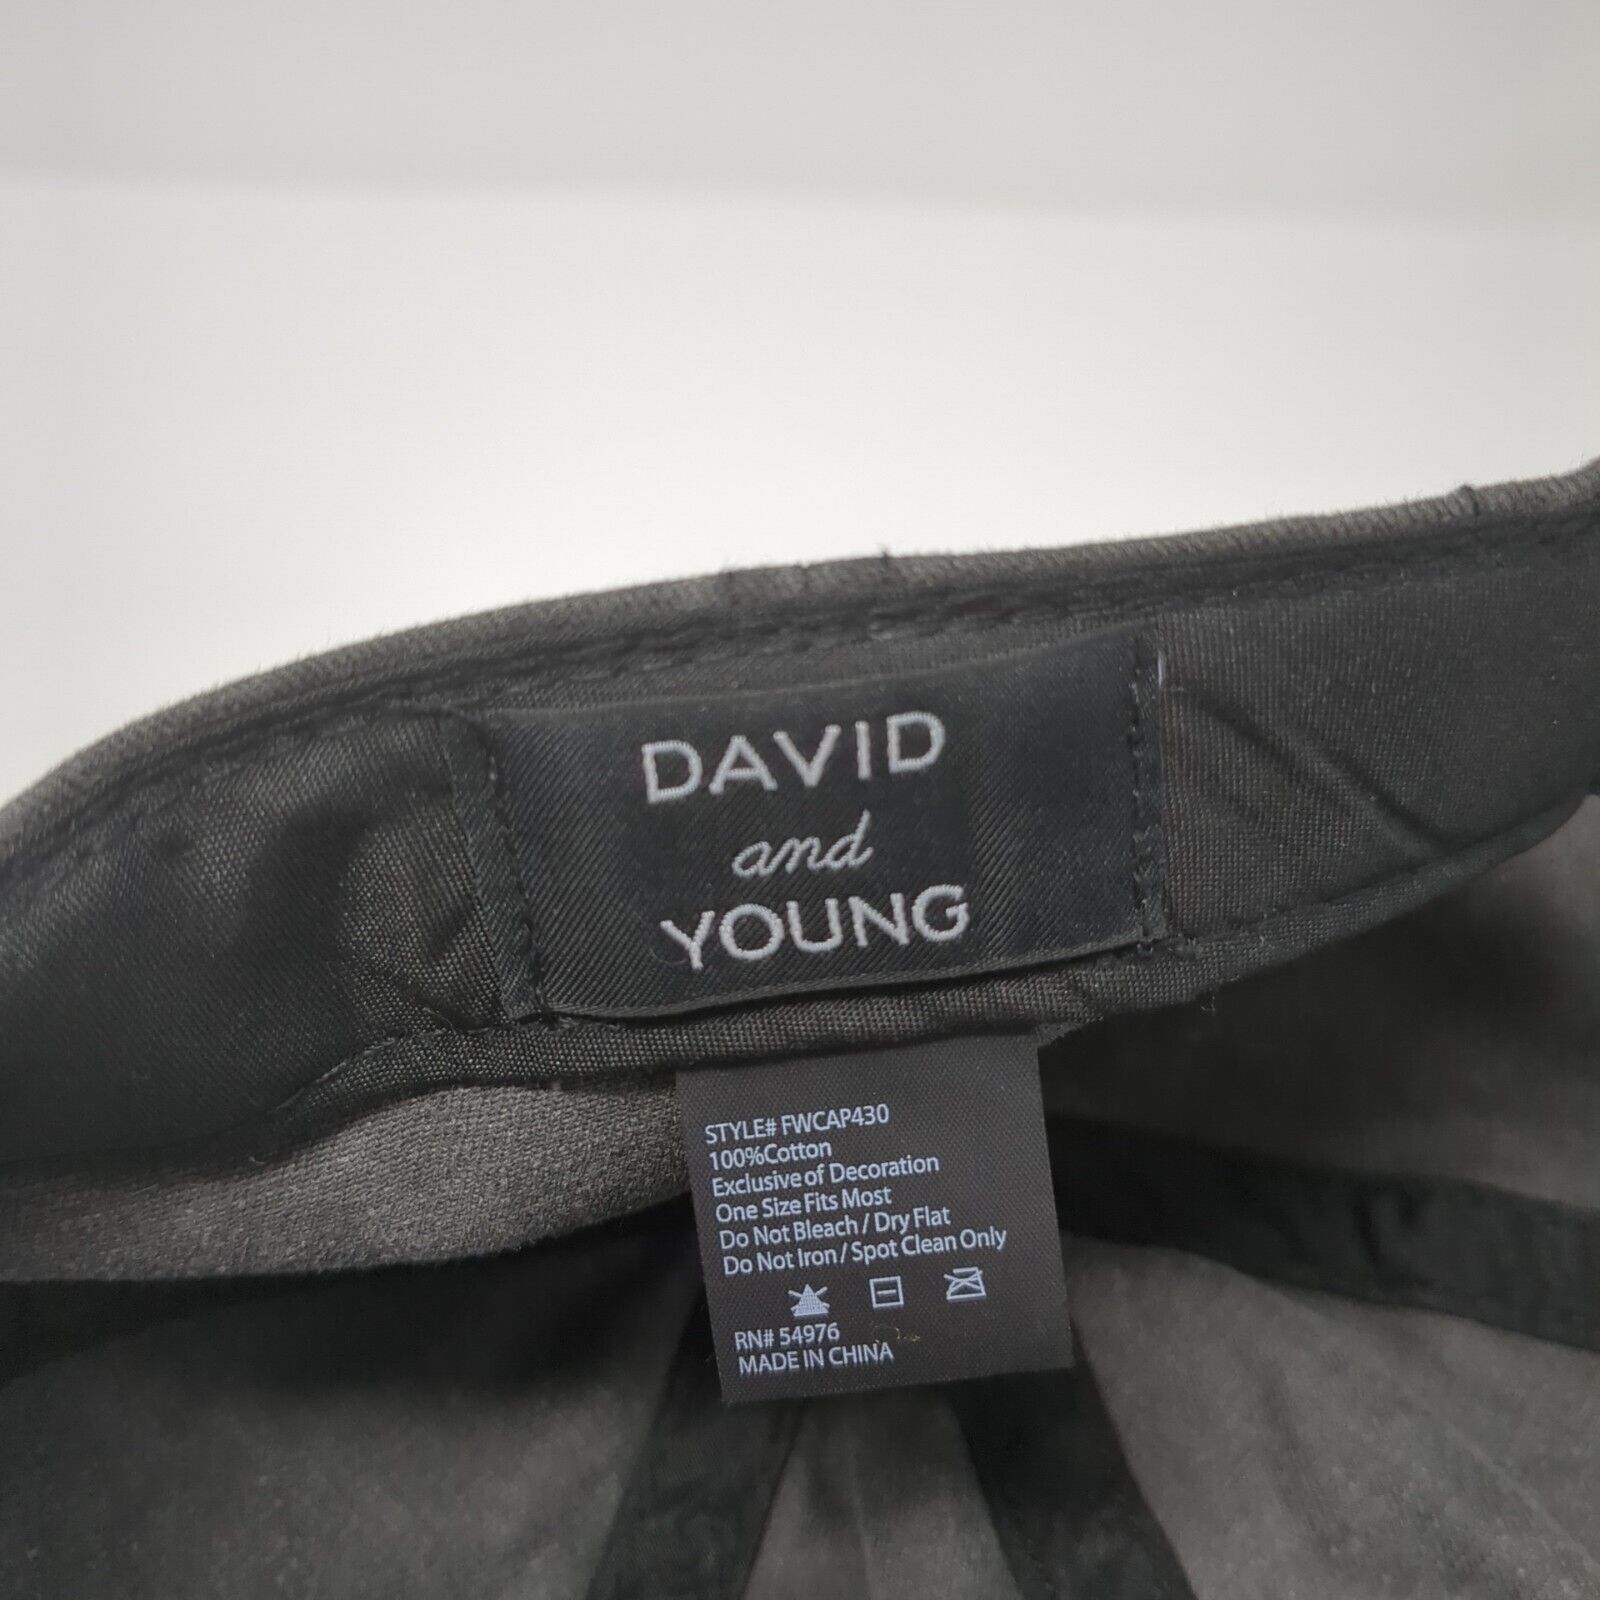 DAVID
and
YOUNG
STYLE# FWCAP430
100%Cotton
Exclusive of Decoration
One Size Fits Most
Do Not Bleach / Dry Flat
Do Not Iron / Spot Clean Only
RN# 54976
MADE IN CHINA